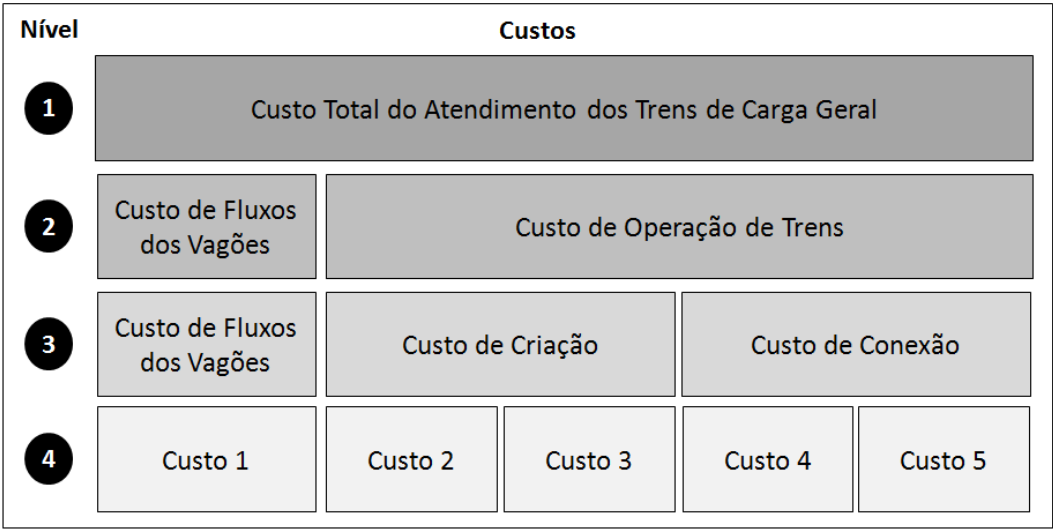 Nível Custos
1 Custo Total do Atendimento dos Trens de Carga Geral
2 Custo de Fluxos
dos Vagões
Custo de Operação de Trens
3 Custo de Fluxos
dos Vagões
Custo de Criação
Custo de Conexão
4 Custo 1 Custo 2 Custo 3 Custo 4 Custo 5